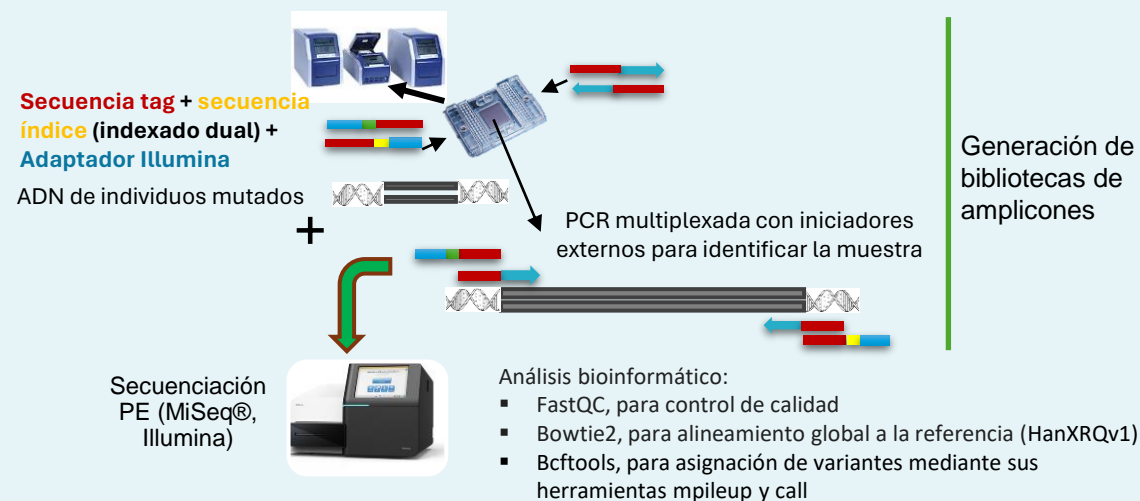 Secuencia tag + secuencia
índice (indexado dual) +
Adaptador Illumina
ADN de individuos mutados
+
PCR multiplexada con iniciadores
externos para identificar la muestra
Generación de
bibliotecas de
amplicones
Secuenciación
PE (MiSeq®,
Illumina)
Análisis bioinformático:
▪ FastQC, para control de calidad
▪ Bowtie2, para alineamiento global a la referencia (HanXRQv1)
▪ Bcftools, para asignación de variantes mediante sus
herramientas mpileup y call